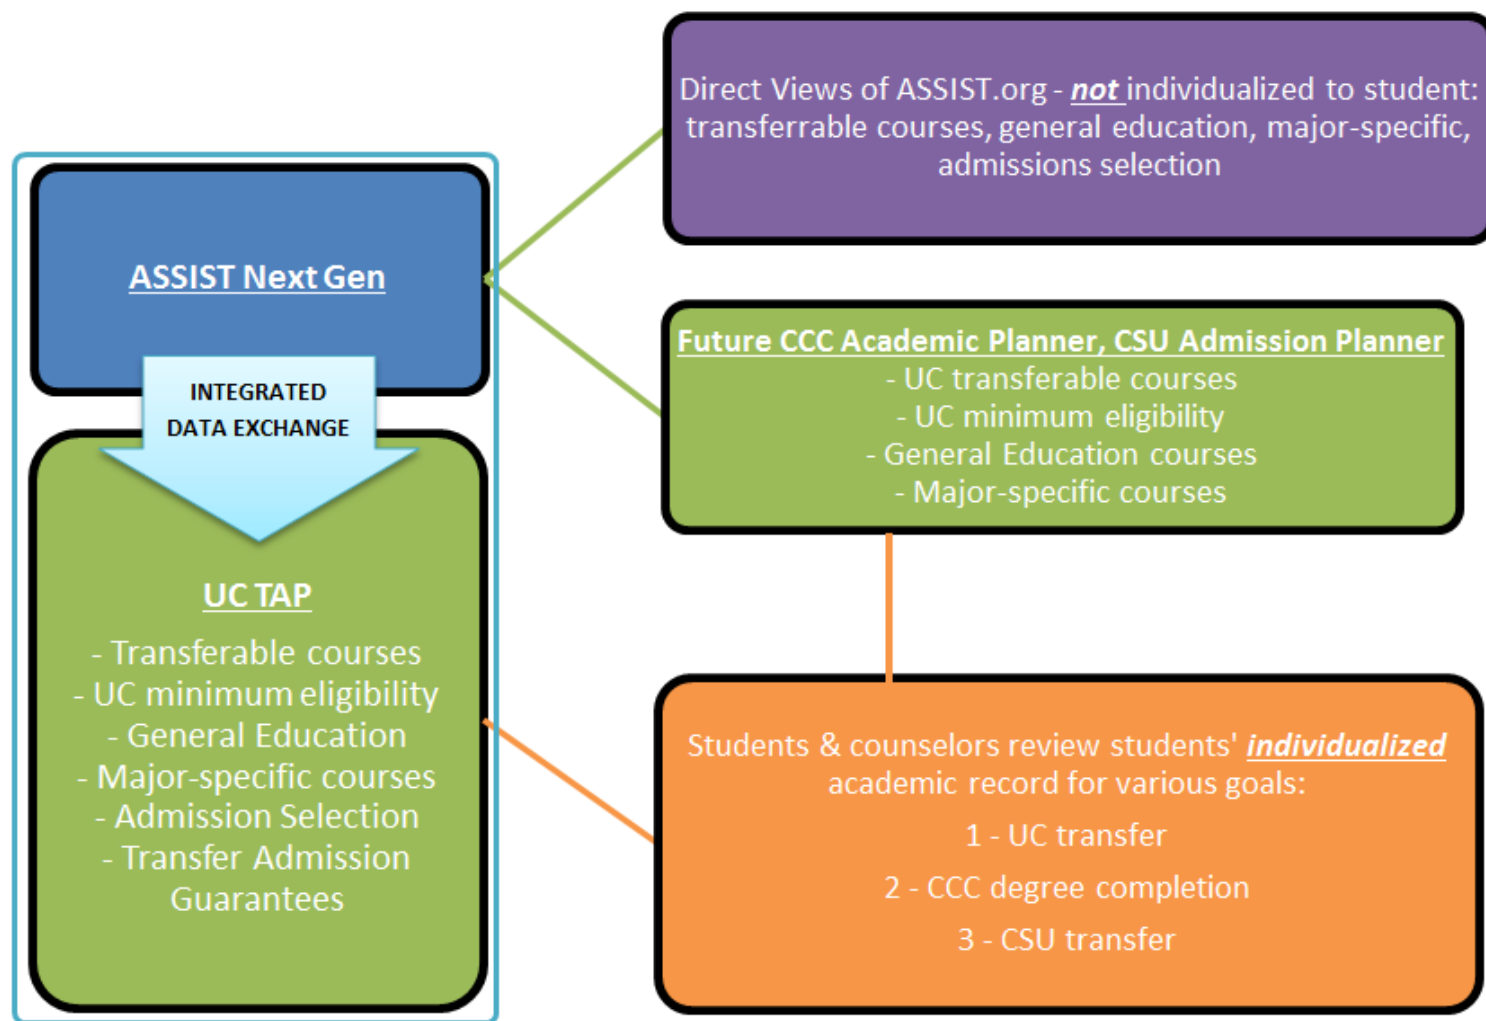 Direct Views of ASSIST.org - not individualized to student:
transferrable courses, general education, major-specific,
admissions selection
ASSIST Next Gen
INTEGRATED
DATA EXCHANGE
Future CCC Academic Planner, CSU Admission Planner
- UC transferable courses
- UC minimum eligibility
- General Education courses
- Major-specific courses
UC TAP
- Transferable courses
- UC minimum eligibility
- General Education
- Major-specific courses
- Admission Selection
- Transfer Admission
Guarantees
Students & counselors review students' individualized
academic record for various goals:
1 - UC transfer
2 - CCC degree completion
3 - CSU transfer